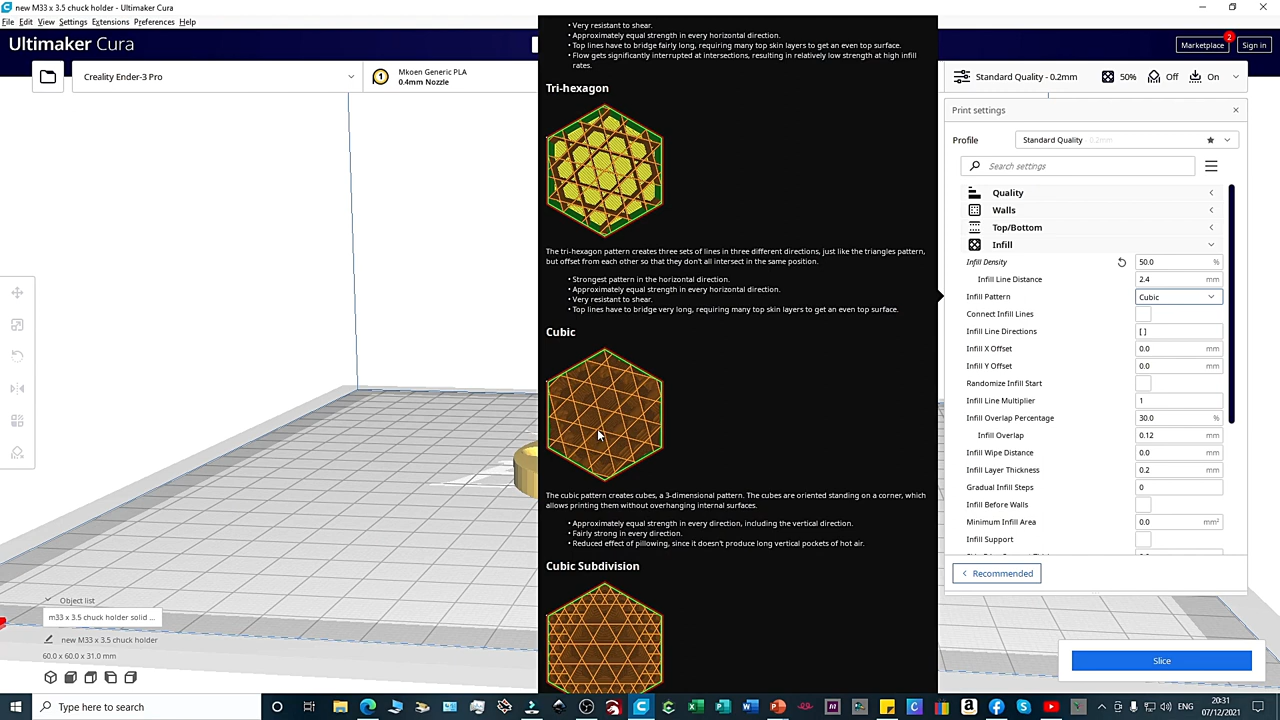 new M33 x 3.5 chuck holder - Ultimaker Cura
File Edit View Settings Extensions Preferences Help
Ultimaker Cura
Marketplace
2
Sign in
Creality Ender-3 Pro
1
Mkoen Generic PLA
0.4mm Nozzle
Standard Quality - 0.2mm
50%
Off
On
• Very resistant to shear.
• Approximately equal strength in every horizontal direction.
• Top lines have to bridge fairly long, requiring many top skin layers to get an even top surface.
• Flow gets significantly interrupted at intersections, resulting in relatively low strength at high infill
rates.
Tri-hexagon
The tri-hexagon pattern creates three sets of lines in three different directions, just like the triangles pattern,
but offset from each other so that they don't all intersect in the same position.
• Strongest pattern in the horizontal direction.
• Approximately equal strength in every horizontal direction.
• Very resistant to shear.
• Top lines have to bridge very long, requiring many top skin layers to get an even top surface.
Cubic
The cubic pattern creates cubes, a 3-dimensional pattern. The cubes are oriented standing on a corner, which
allows printing them without overhanging internal surfaces.
• Approximately equal strength in every direction, including the vertical direction.
• Fairly strong in every direction.
• Reduced effect of pillowing, since it doesn't produce long vertical pockets of hot air.
Cubic Subdivision
Print settings
Profile
Standard Quality - 0.2mm
Search settings
Quality
Walls
Top/Bottom
Infill
Infill Density 50.0 %
Infill Line Distance 2.4 mm
Infill Pattern Cubic
Connect Infill Lines
Infill Line Directions [ ]
Infill X Offset 0.0 mm
Infill Y Offset 0.0 mm
Randomize Infill Start
Infill Line Multiplier 1
Infill Overlap Percentage 30.0 %
Infill Overlap 0.12 mm
Infill Wipe Distance 0.0 mm
Infill Layer Thickness 0.2 mm
Gradual Infill Steps 0
Infill Before Walls
Minimum Infill Area 0.0 mm²
Infill Support
Recommended
Slice
Object list
m33 x 3.5 chuck holder solid ...
new M33 x 3.5 chuck holder
60.0 x 60.0 x 31.0 mm
Type here to search
ENG
20:31
07/12/2021